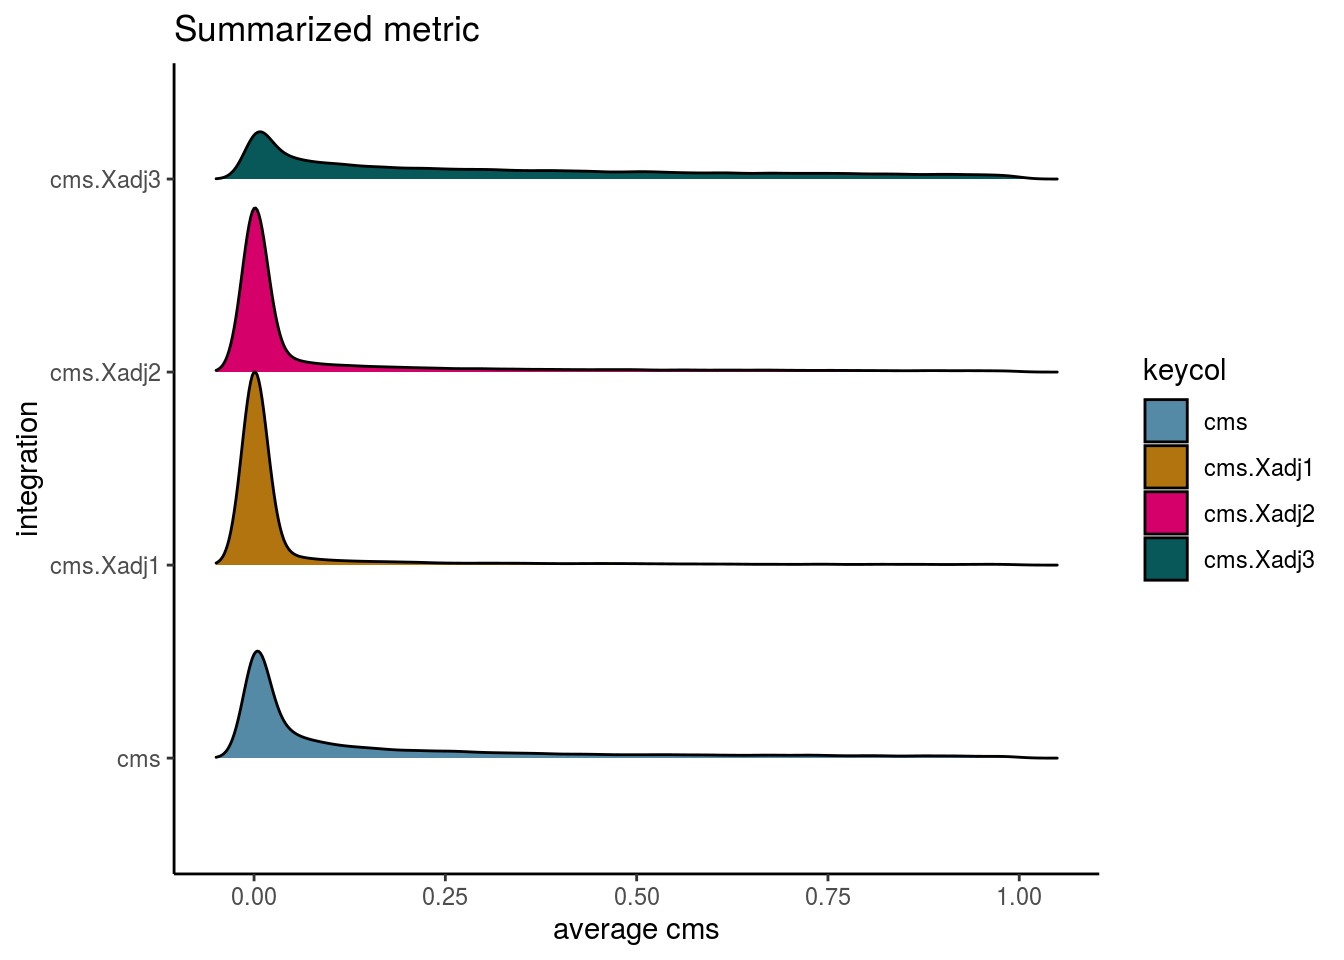 Summarized metric
cms.Xadj3
cms.Xadj2
cms.Xadj1
cms
integration
0.00 0.25 0.50 0.75 1.00
average cms
keycol
cms
cms.Xadj1
cms.Xadj2
cms.Xadj3